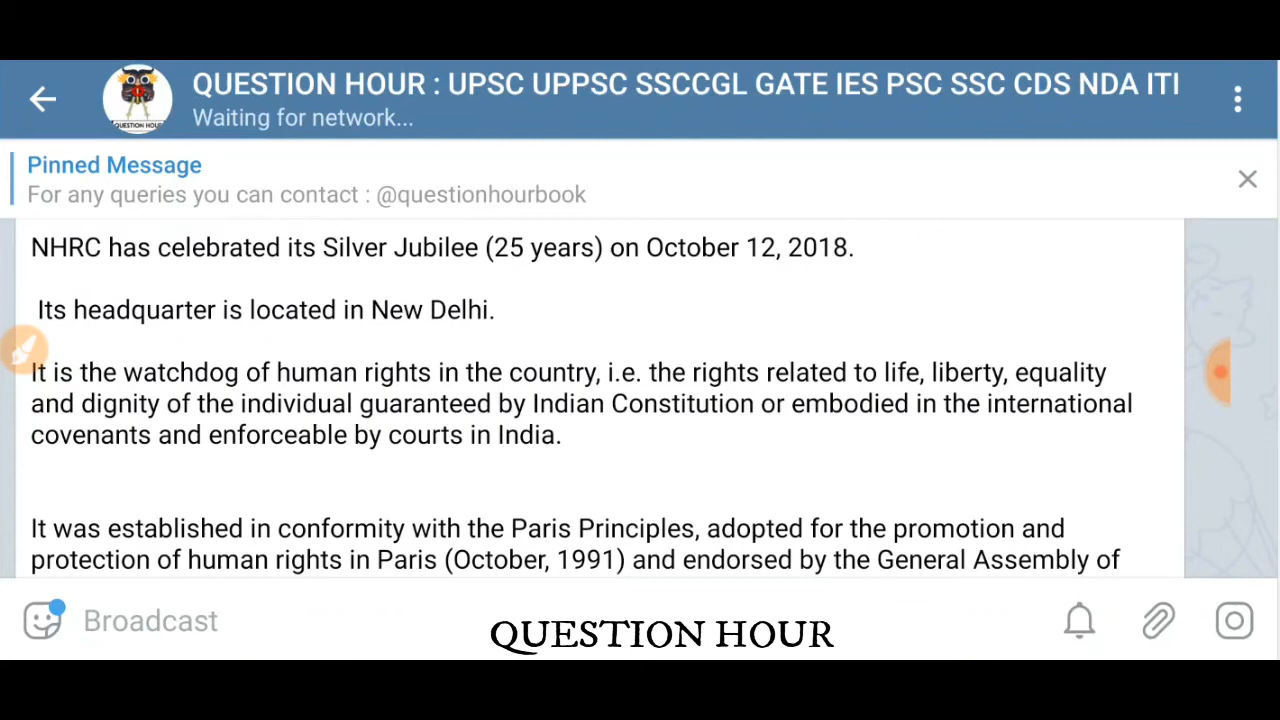 QUESTION HOUR : UPSC UPPSC SSCCGL GATE IES PSC SSC CDS NDA ITI
Waiting for network...
QUESTION HOUR
Pinned Message
For any queries you can contact : @questionhourbook
NHRC has celebrated its Silver Jubilee (25 years) on October 12, 2018.
Its headquarter is located in New Delhi.
It is the watchdog of human rights in the country, i.e. the rights related to life, liberty, equality
and dignity of the individual guaranteed by Indian Constitution or embodied in the international
covenants and enforceable by courts in India.
It was established in conformity with the Paris Principles, adopted for the promotion and
protection of human rights in Paris (October, 1991) and endorsed by the General Assembly of
Broadcast
QUESTION HOUR